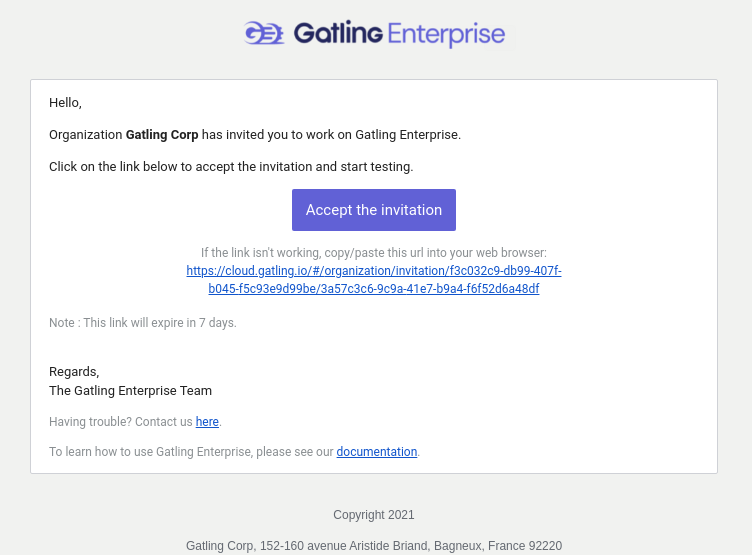 Gatling Enterprise
Hello,
Organization Gatling Corp has invited you to work on Gatling Enterprise.
Click on the link below to accept the invitation and start testing.
Accept the invitation
If the link isn't working, copy/paste this url into your web browser:
https://cloud.gatling.io/#/organization/invitation/f3c032c9-db99-407f-
b045-f5c93e9d99be/3a57c3c6-9c9a-41e7-b9a4-f6f52d6a48df
Note : This link will expire in 7 days.
Regards,
The Gatling Enterprise Team
Having trouble? Contact us here.
To learn how to use Gatling Enterprise, please see our documentation.
Copyright 2021
Gatling Corp, 152-160 avenue Aristide Briand, Bagneux, France 92220